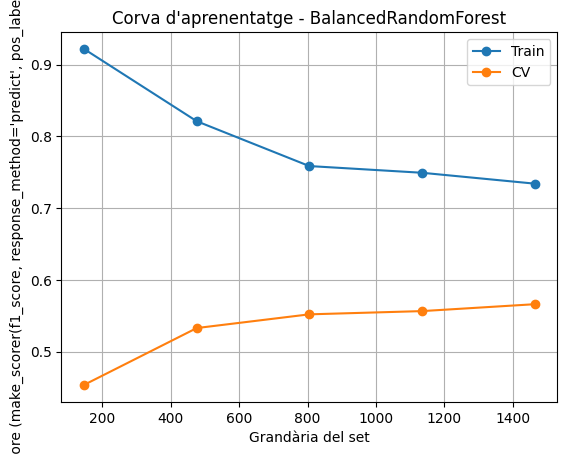 Corva d'aprenentatge - BalancedRandomForest
ore (make_scorer(f1_score, response_method='predict', pos_labe
0.9
0.8
0.7
0.6
0.5
Train
CV
200
400
600
800
1000
1200
1400
Grandària del set